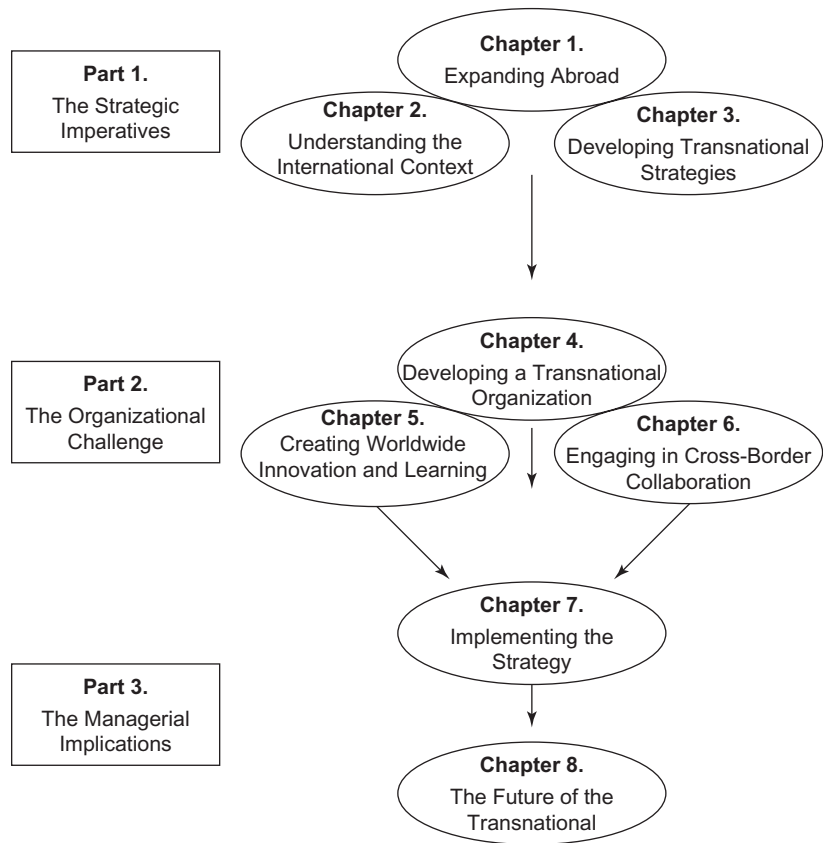 Part 1.
The Strategic
Imperatives
Chapter 1.
Expanding Abroad
Chapter 2.
Understanding the
International Context
Chapter 3.
Developing Transnational
Strategies
Part 2.
The Organizational
Challenge
Chapter 4.
Developing a Transnational
Organization
Chapter 5.
Creating Worldwide
Innovation and Learning
Chapter 6.
Engaging in Cross-Border
Collaboration
Part 3.
The Managerial
Implications
Chapter 7.
Implementing the
Strategy
Chapter 8.
The Future of the
Transnational